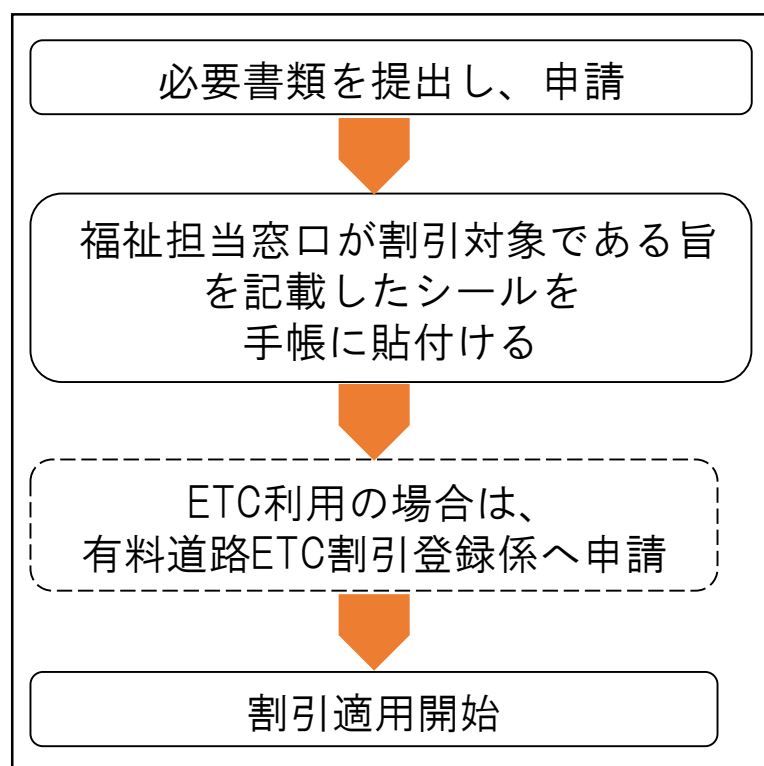 必要書類を提出し、申請
福祉担当窓口が割引対象である旨
を記載したシールを
手帳に貼付ける
ETC利用の場合は、
有料道路ETC割引登録係へ申請
割引適用開始